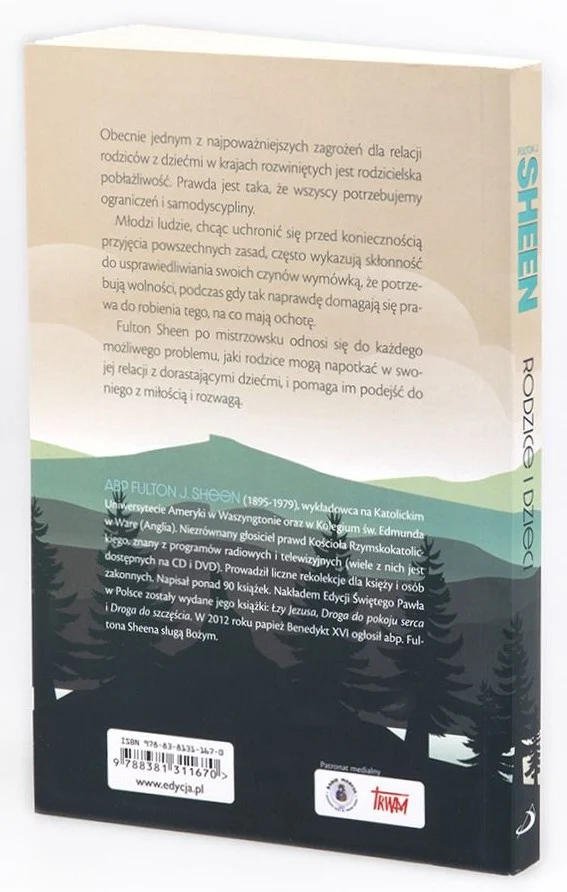 Obecnie jednym z najpoważniejszych zagrożeń dla relacji
rodziców z dziećmi w krajach rozwiniętych jest rodzicielska
pobłażliwość. Prawda jest taka, że wszyscy potrzebujemy
ograniczeń i samodyscypliny.
Młodzi ludzie, chcąc uchronić się przed koniecznością
przyjęcia powszechnych zasad, często wykazują skłonność
do usprawiedliwiania swoich czynów wymówką, że potrze-
bują wolności, podczas gdy tak naprawdę domagają się pra-
wa do robienia tego, na co mają ochotę.
Fulton Sheen po mistrzowsku odnosi się do każdego
możliwego problemu, jaki rodzice mogą napotkać w swo-
jej relacji z dorastającymi dziećmi, i pomaga im podejść do
niego z miłością i rozwagą.
ABP FULTON J. SHEEN (1895-1979), wykładowca na Katolickim
Uniwersytecie Ameryki w Waszyngtonie oraz w Kolegium św. Edmunda
w Ware (Anglia). Niezrównany głosiciel prawd Kościoła Rzymskokatolic-
kiego, znany z programów radiowych i telewizyjnych (wiele z nich jest
dostępnych na CD i DVD). Prowadził liczne rekolekcje dla księży i osób
zakonnych. Napisał ponad 90 książek. Nakładem Edycji Świętego Pawła
w Polsce zostały wydane jego książki: Łzy Jezusa, Droga do pokoju serca
i Droga do szczęścia. W 2012 roku papież Benedykt XVI ogłosił abp. Ful-
tona Sheena sługą Bożym.
ISBN 978-83-8131-167-0
9 788381 311670 >
www.edycja.pl
Patronat medialny
TRWAM
FULTON J.
SHEEN
RODZICE I DZIECI